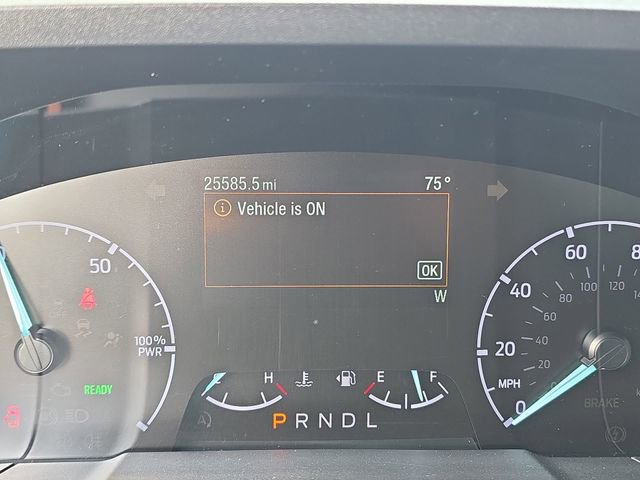 25585.5 mi 75°
Vehicle is ON
OK
W
50
100%
PWR
READY
H
E F
P R N D L
60 8
40
20
MPH
0
120
100
80
60
40
20
BRAKE